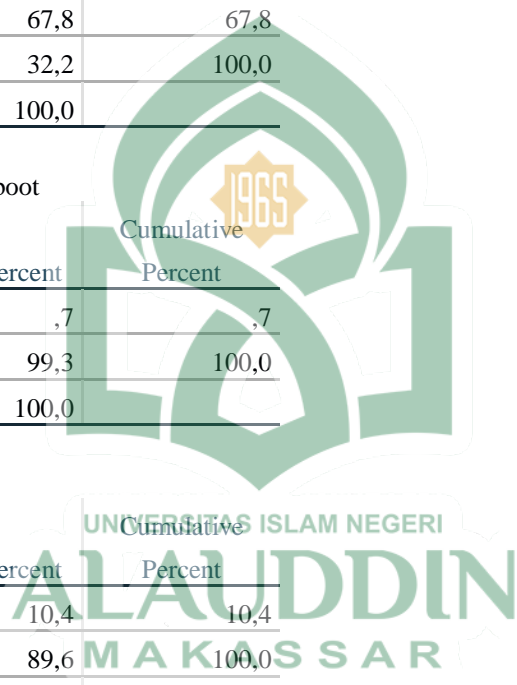 67,8 67,8
32,2 100,0
100,0
boot
1965
Cumulative
ercent Percent
,7 ,7
99,3 100,0
100,0
UNIVERSITAS ISLAM NEGERI
Cumulative
ercent Percent
ALAUDDIN
10,4 10,4
89,6 100,0
MAKASSAR